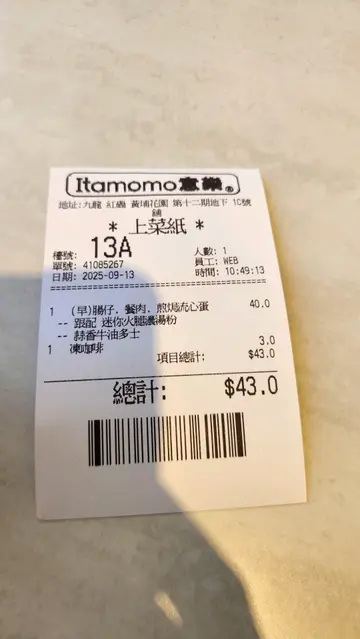 Itamomo意樂®
地址:九龍 紅磡 黃埔花園 第十二期地下 1C號
舖
* 上菜紙 *
檯號: 13A 人數: 1
單號: 41085267 員工: WEB
日期: 2025-09-13 時間: 10:49:13
1 (早)腸仔. 餐肉. 煎焗流心蛋 40.0
-- 跟配 迷你火腿濃湯粉
-- 蒜香牛油多士
1 凍咖啡 3.0
項目總計: $43.0
總計: $43.0